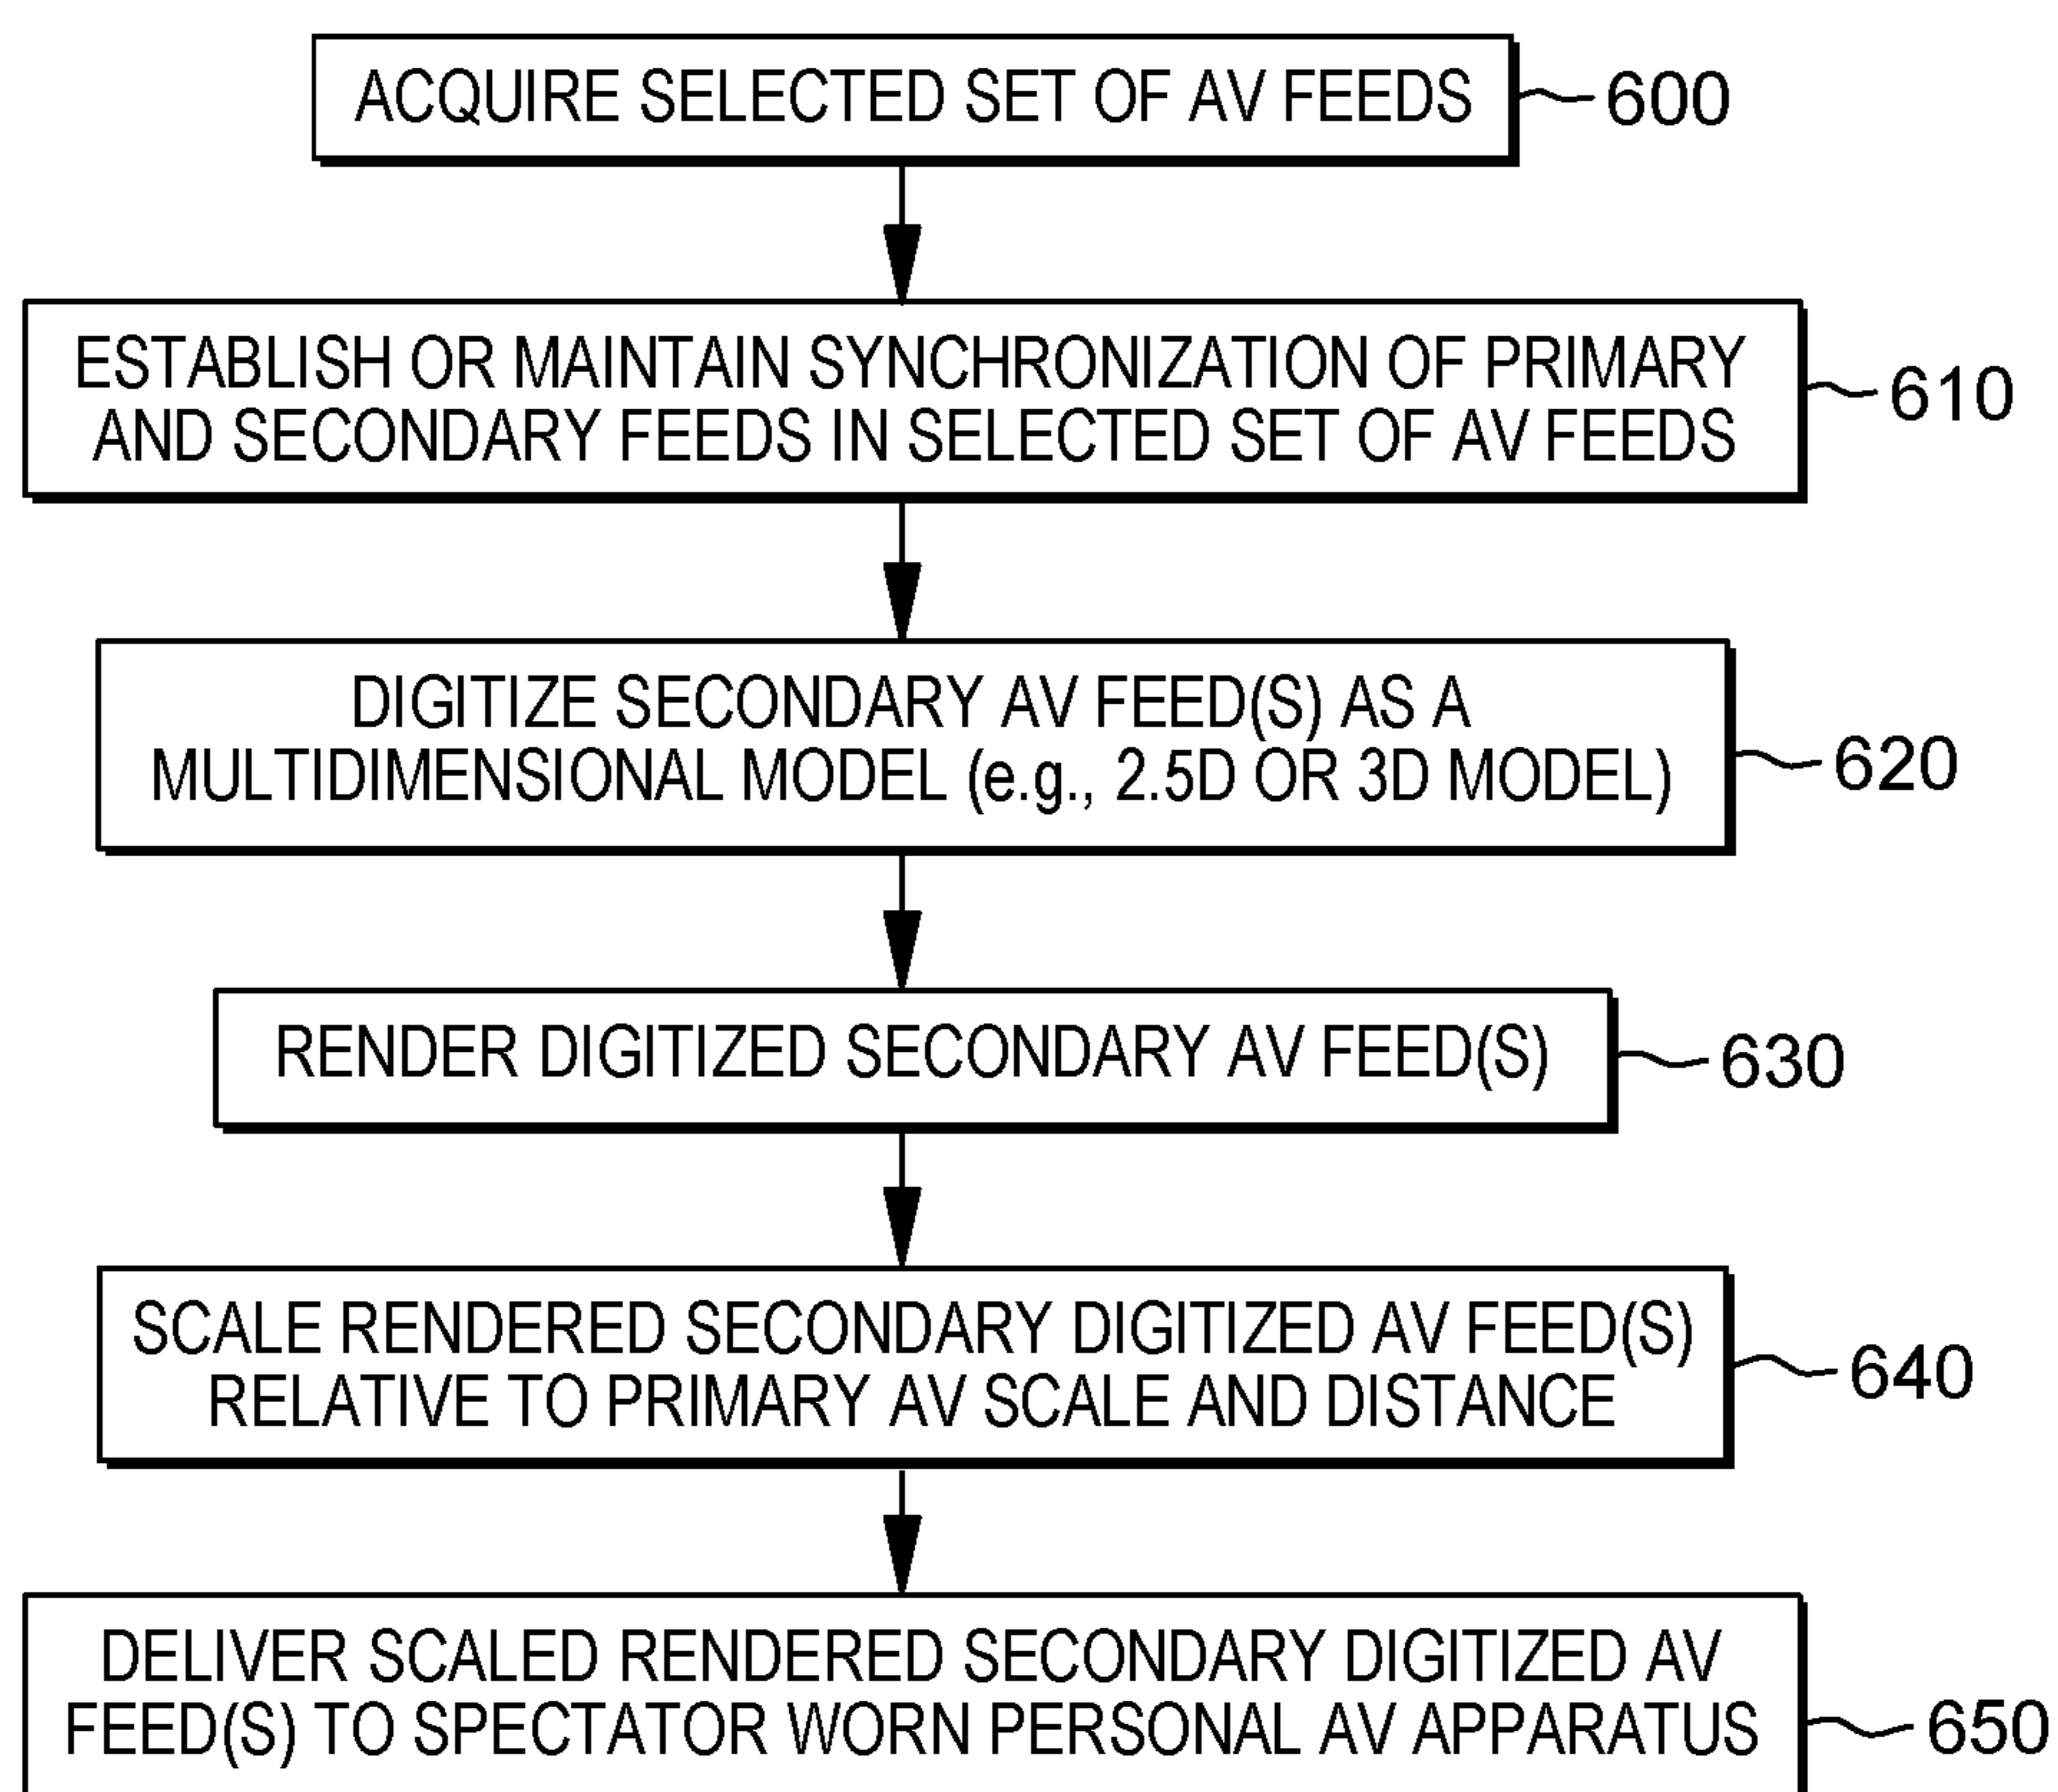 ACQUIRE SELECTED SET OF AV FEEDS
600
ESTABLISH OR MAINTAIN SYNCHRONIZATION OF PRIMARY
AND SECONDARY FEEDS IN SELECTED SET OF AV FEEDS
610
DIGITIZE SECONDARY AV FEED(S) AS A
MULTIDIMENSIONAL MODEL (e.g., 2.5D OR 3D MODEL)
620
RENDER DIGITIZED SECONDARY AV FEED(S)
630
SCALE RENDERED SECONDARY DIGITIZED AV FEED(S)
RELATIVE TO PRIMARY AV SCALE AND DISTANCE
640
DELIVER SCALED RENDERED SECONDARY DIGITIZED AV
FEED(S) TO SPECTATOR WORN PERSONAL AV APPARATUS
650